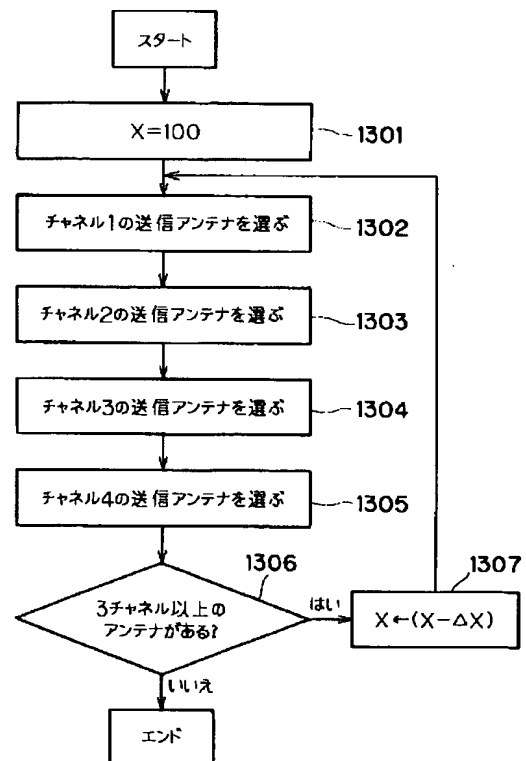 スタート
X=100
1301
チャネル1の送信アンテナを選ぶ
1302
チャネル2の送信アンテナを選ぶ
1303
チャネル3の送信アンテナを選ぶ
1304
チャネル4の送信アンテナを選ぶ
1305
1306
3チャネル以上の
アンテナがある?
はい
1307
X←(X-ΔX)
いいえ
エンド